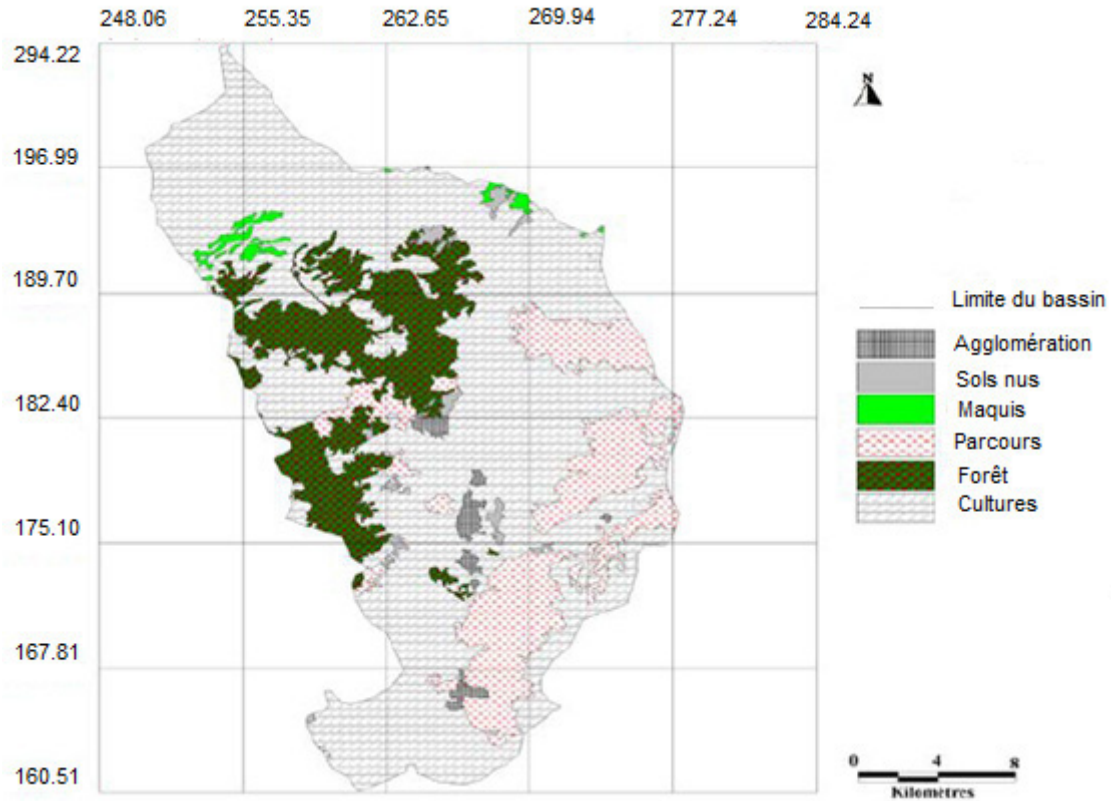 248.06 255.35 262.65 269.94 277.24 284.24
294.22
N
196.99
189.70
Limite du bassin
Agglomération
Sols nus
182.40
Maquis
Parcours
Forêt
Cultures
175.10
167.81
0 4 8
160.51
Kilometres